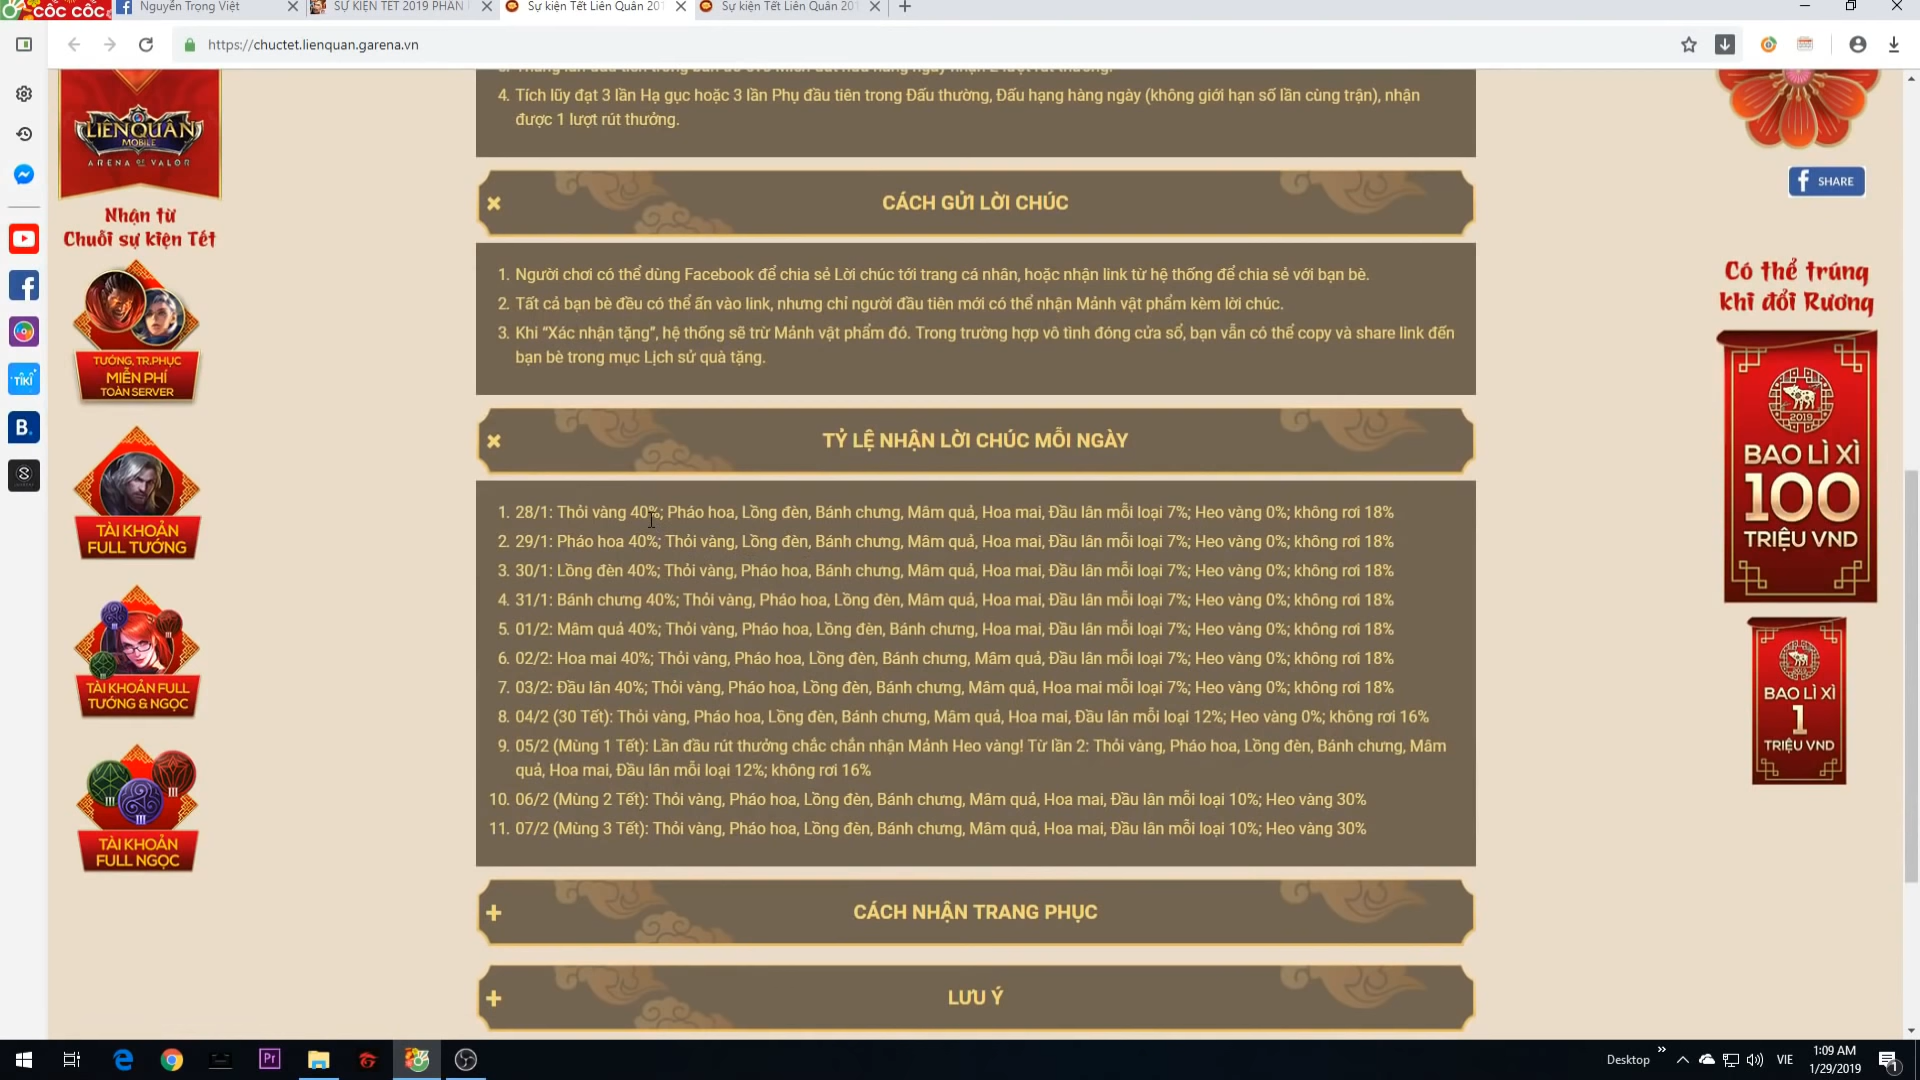 CỐC CỐC
Nguyễn Trọng Việt
SỰ KIỆN TẾT 2019 PHẦN
Sự kiện Tết Liên Quân 201
Sự kiện Tết Liên Quân 201
https://chuctet.lienquan.garena.vn
LIÊN QUÂN
MOBILE
ARENA OF VALOR
Nhận từ
Chuỗi sự kiện Tết
TƯỚNG, TR.PHỤC
MIỄN PHÍ
TOÀN SERVER
TÀI KHOẢN
FULL TƯỚNG
TÀI KHOẢN FULL
TƯỚNG & NGỌC
TÀI KHOẢN
FULL NGỌC
4. Tích lũy đạt 3 lần Hạ gục hoặc 3 lần Phụ đầu tiên trong Đấu thường, Đấu hạng hàng ngày (không giới hạn số lần cùng trận), nhận
được 1 lượt rút thưởng.
CÁCH GỬI LỜI CHÚC
1. Người chơi có thể dùng Facebook để chia sẻ Lời chúc tới trang cá nhân, hoặc nhận link từ hệ thống để chia sẻ với bạn bè.
2. Tất cả bạn bè đều có thể ấn vào link, nhưng chỉ người đầu tiên mới có thể nhận Mảnh vật phẩm kèm lời chúc.
3. Khi “Xác nhận tặng”, hệ thống sẽ trừ Mảnh vật phẩm đó. Trong trường hợp vô tình đóng cửa sổ, bạn vẫn có thể copy và share link đến
bạn bè trong mục Lịch sử quà tặng.
TỶ LỆ NHẬN LỜI CHÚC MỖI NGÀY
1. 28/1: Thỏi vàng 40%; Pháo hoa, Lồng đèn, Bánh chưng, Mâm quả, Hoa mai, Đầu lân mỗi loại 7%; Heo vàng 0%; không rơi 18%
2. 29/1: Pháo hoa 40%; Thỏi vàng, Lồng đèn, Bánh chưng, Mâm quả, Hoa mai, Đầu lân mỗi loại 7%; Heo vàng 0%; không rơi 18%
3. 30/1: Lồng đèn 40%; Thỏi vàng, Pháo hoa, Bánh chưng, Mâm quả, Hoa mai, Đầu lân mỗi loại 7%; Heo vàng 0%; không rơi 18%
4. 31/1: Bánh chưng 40%; Thỏi vàng, Pháo hoa, Lồng đèn, Mâm quả, Hoa mai, Đầu lân mỗi loại 7%; Heo vàng 0%; không rơi 18%
5. 01/2: Mâm quả 40%; Thỏi vàng, Pháo hoa, Lồng đèn, Bánh chưng, Hoa mai, Đầu lân mỗi loại 7%; Heo vàng 0%; không rơi 18%
6. 02/2: Hoa mai 40%; Thỏi vàng, Pháo hoa, Lồng đèn, Bánh chưng, Mâm quả, Đầu lân mỗi loại 7%; Heo vàng 0%; không rơi 18%
7. 03/2: Đầu lân 40%; Thỏi vàng, Pháo hoa, Lồng đèn, Bánh chưng, Mâm quả, Hoa mai mỗi loại 7%; Heo vàng 0%; không rơi 18%
8. 04/2 (30 Tết): Thỏi vàng, Pháo hoa, Lồng đèn, Bánh chưng, Mâm quả, Hoa mai, Đầu lân mỗi loại 12%; Heo vàng 0%; không rơi 16%
9. 05/2 (Mùng 1 Tết): Lần đầu rút thưởng chắc chắn nhận Mảnh Heo vàng! Từ lần 2: Thỏi vàng, Pháo hoa, Lồng đèn, Bánh chưng, Mâm
quả, Hoa mai, Đầu lân mỗi loại 12%; không rơi 16%
10. 06/2 (Mùng 2 Tết): Thỏi vàng, Pháo hoa, Lồng đèn, Bánh chưng, Mâm quả, Hoa mai, Đầu lân mỗi loại 10%; Heo vàng 30%
11. 07/2 (Mùng 3 Tết): Thỏi vàng, Pháo hoa, Lồng đèn, Bánh chưng, Mâm quả, Hoa mai, Đầu lân mỗi loại 10%; Heo vàng 30%
CÁCH NHẬN TRANG PHỤC
LƯU Ý
SHARE
Có thể trúng
khi đổi Rương
2019
BAO LÌ XÌ
100
TRIỆU VND
BAO LÌ XÌ
1
TRIỆU VND
TIKI
B.
Pr
Desktop
VIE
1:09 AM
1/29/2019
1